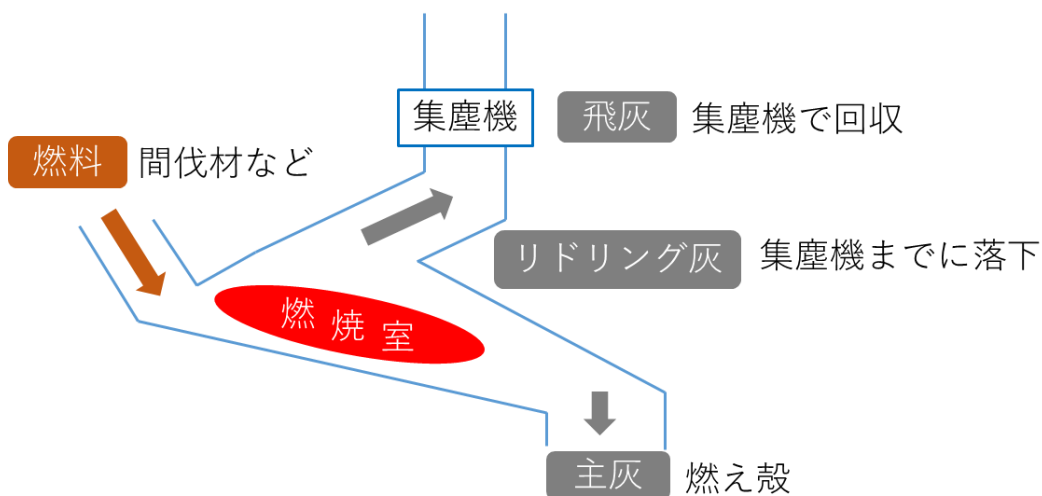 集塵機
飛灰 集塵機で回収
燃料 間伐材など
リドリング灰 集塵機までに落下
燃焼室
主灰 燃え殻